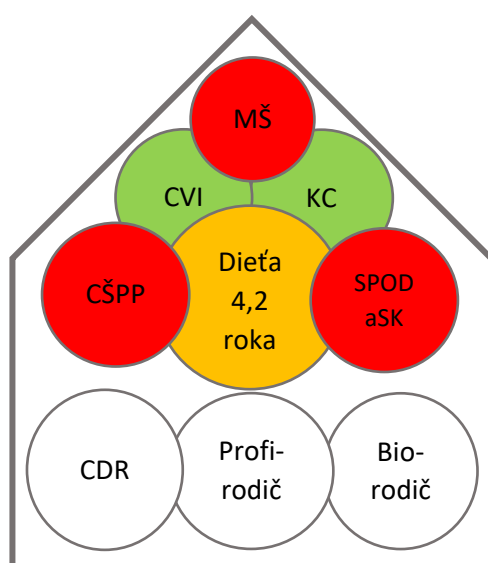 MŠ
CVI
KC
CŠPP
Dieťa
4,2
roka
SPOD
aSK
CDR
Profi-
rodič
Bio-
rodič